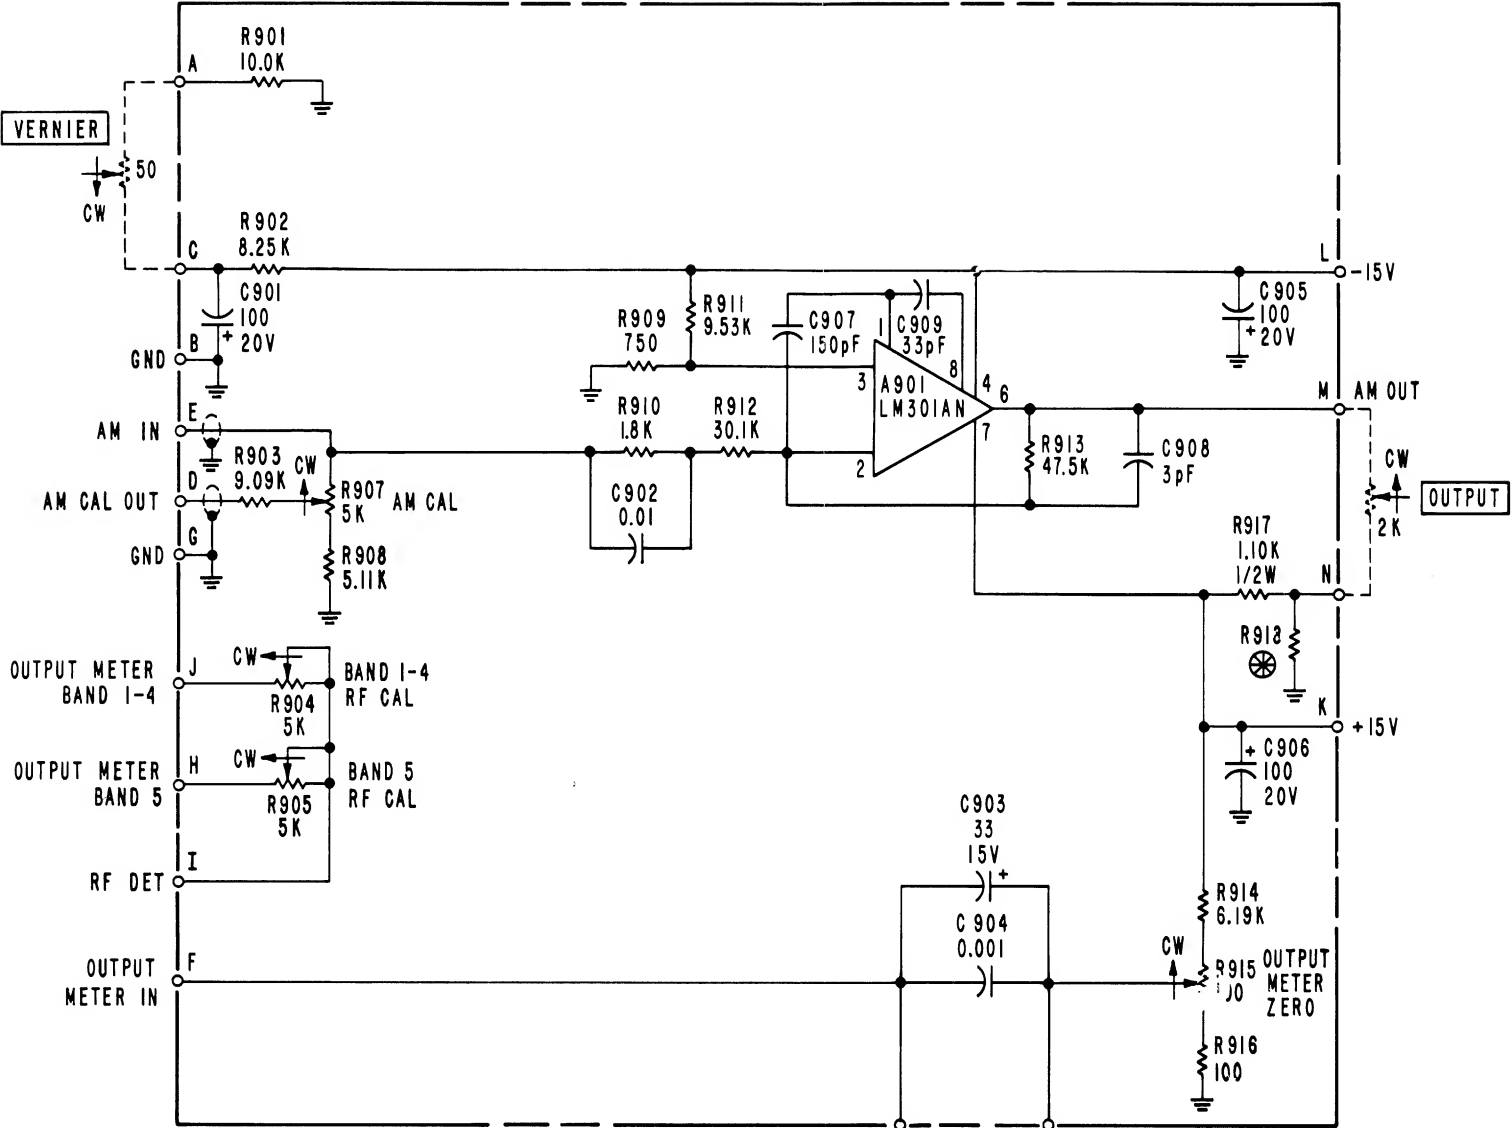 R901
10.0K
A
VERNIER
50
CW
R902
8.25K
C
L
-15V
C901
100
20V
+
B
GND
C905
100
20V
+
R911
9.53K
R909
750
C907
150pF
1
C909
33pF
8
3
A901
LM301AN
4
6
7
2
M
AM OUT
E
AM IN
R910
1.8K
R912
30.1K
R903
9.09K
CW
D
AM CAL OUT
R907
5K
AM CAL
C902
0.01
R913
47.5K
C908
3pF
CW
OUTPUT
2K
G
GND
R908
5.11K
R917
1.10K
1/2W
N
R918
OUTPUT METER
BAND 1-4
J
CW
R904
5K
BAND 1-4
RF CAL
K
+15V
+
C906
100
20V
OUTPUT METER
BAND 5
H
CW
R905
5K
BAND 5
RF CAL
C903
33
15V
+
I
RF DET
R914
6.19K
C904
0.001
F
OUTPUT
METER IN
CW
R915
OUTPUT
METER
ZERO
R916
100